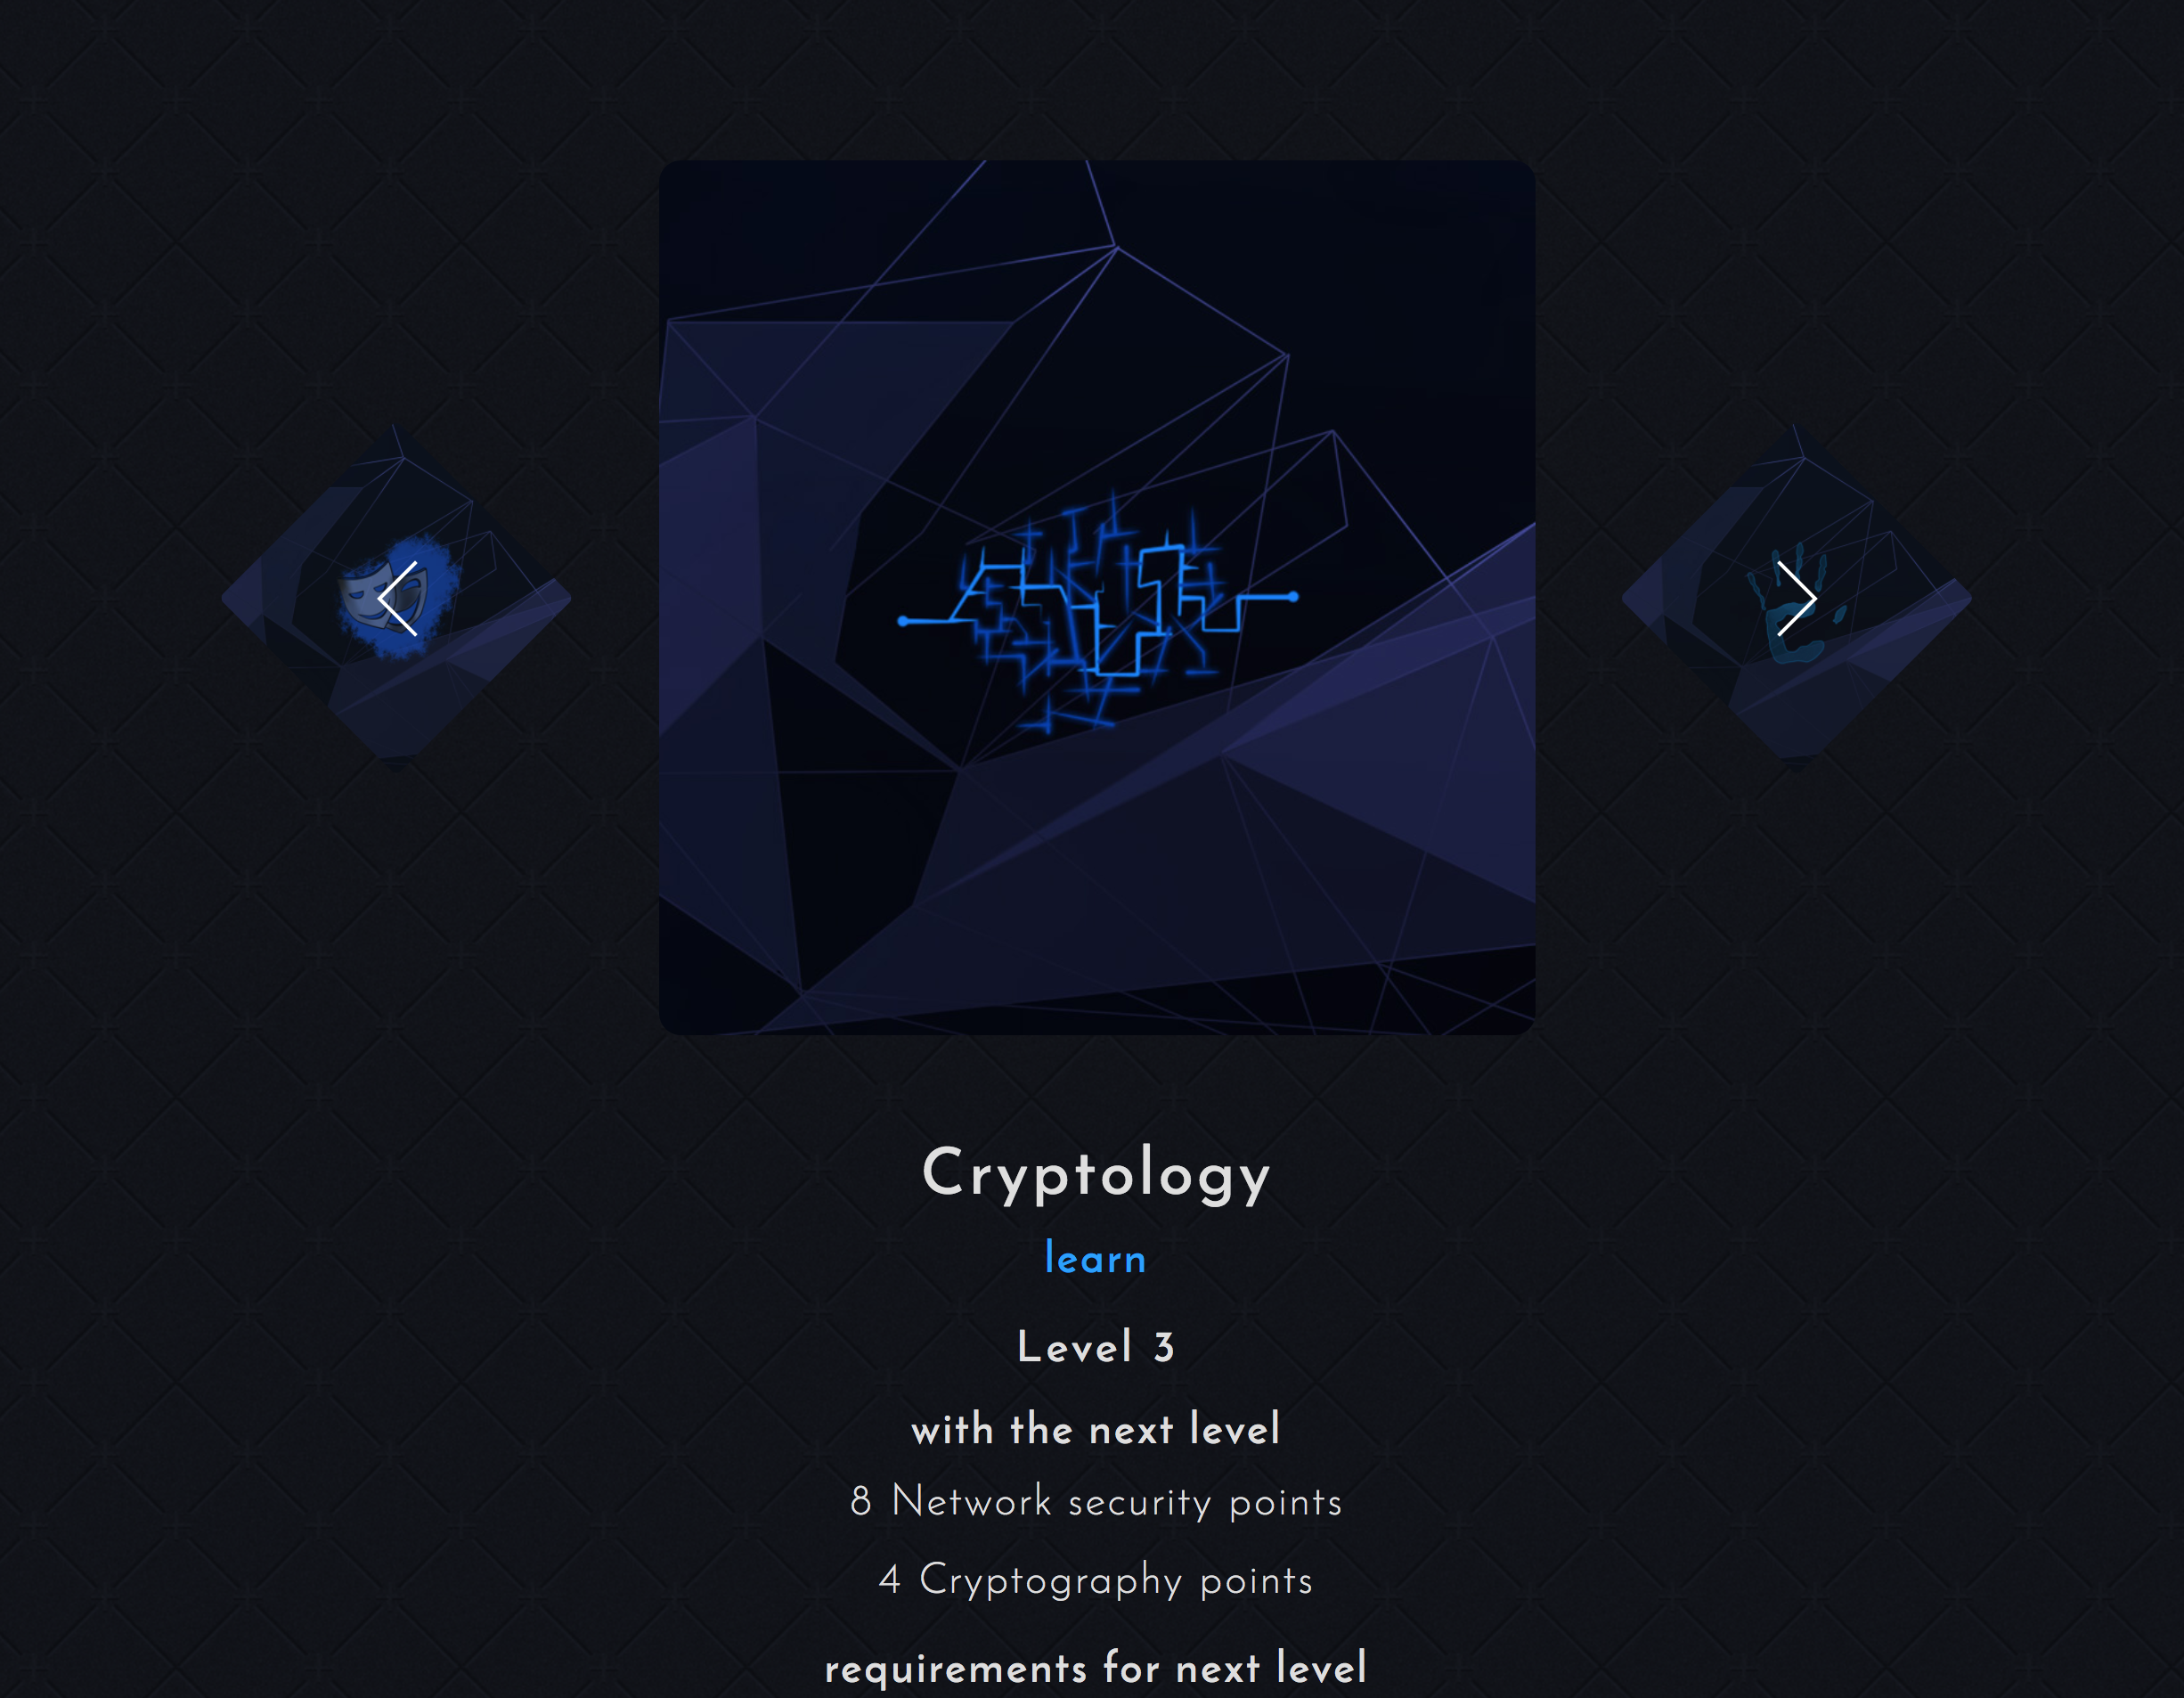 Cryptology
learn
Level 3
with the next level
8 Network security points
4 Cryptography points
requirements for next level